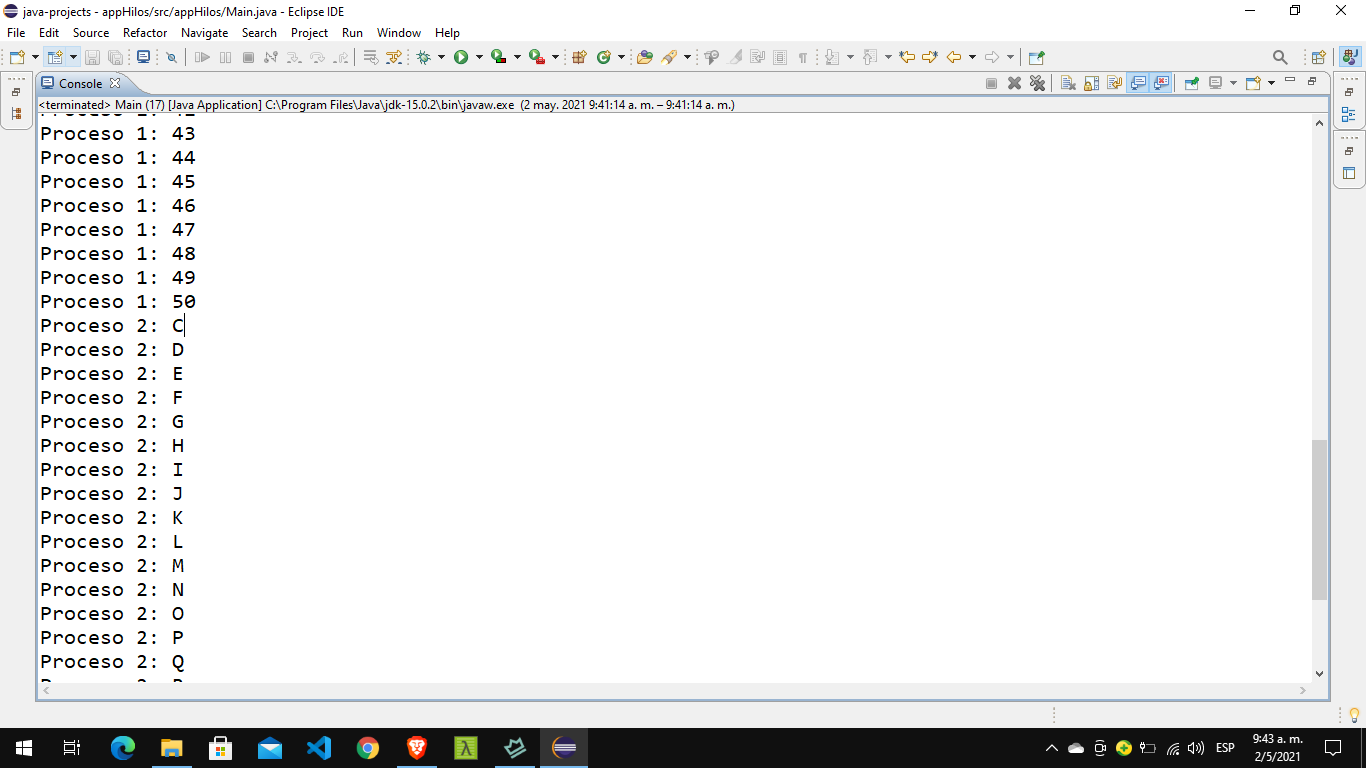 java-projects - appHilos/src/appHilos/Main.java - Eclipse IDE
File Edit Source Refactor Navigate Search Project Run Window Help
Console
<terminated> Main (17) [Java Application] C:\Program Files\Java\jdk-15.0.2\bin\javaw.exe (2 may. 2021 9:41:14 a. m. – 9:41:14 a. m.)
Proceso 1: 43
Proceso 1: 44
Proceso 1: 45
Proceso 1: 46
Proceso 1: 47
Proceso 1: 48
Proceso 1: 49
Proceso 1: 50
Proceso 2: C
Proceso 2: D
Proceso 2: E
Proceso 2: F
Proceso 2: G
Proceso 2: H
Proceso 2: I
Proceso 2: J
Proceso 2: K
Proceso 2: L
Proceso 2: M
Proceso 2: N
Proceso 2: O
Proceso 2: P
Proceso 2: Q
ESP
9:43 a. m.
2/5/2021